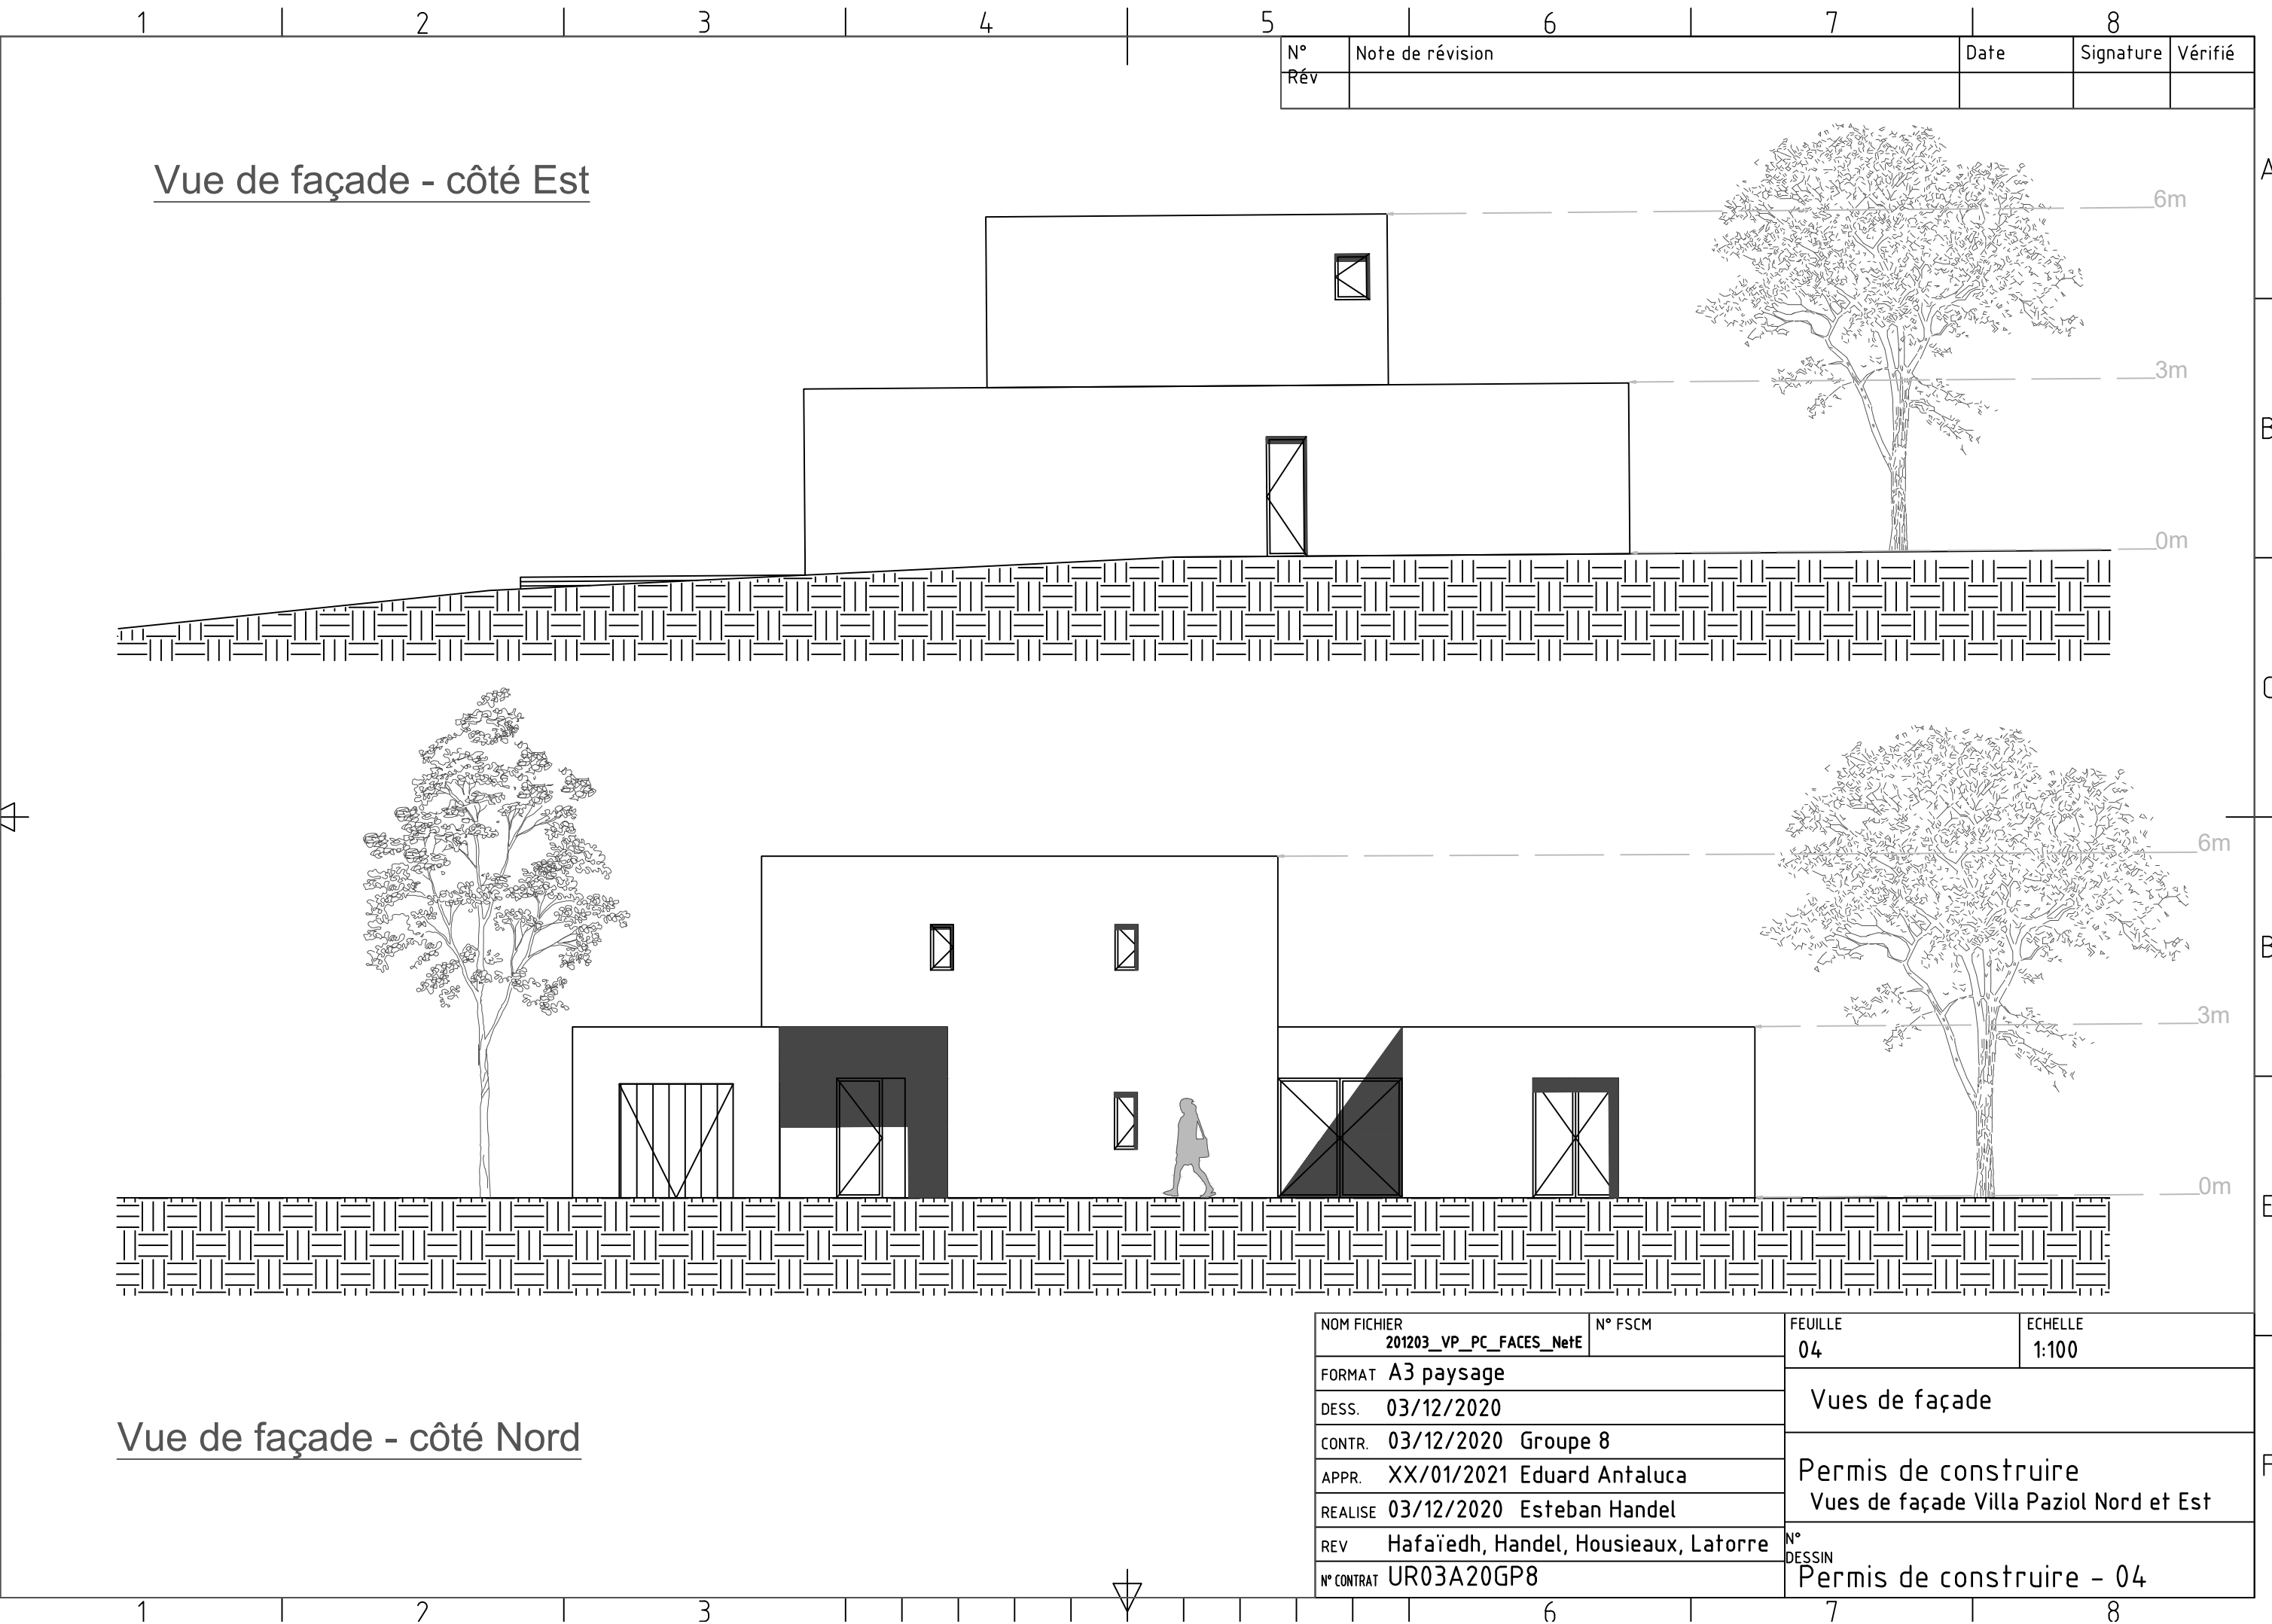 1 2 3 4 5 6 7 8
N° Note de révision Date Signature Vérifié
Rév
A
Vue de façade - côté Est
6m
3m
B
0m
C
6m
B
3m
0m
E
NOM FICHIER N° FSCM FEUILLE ECHELLE
201203_VP_PC_FACES_NetE 04 1:100
FORMAT A3 paysage
Vues de façade
DESS. 03/12/2020
Vue de façade - côté Nord
CONTR. 03/12/2020 Groupe 8
F
APPR. XX/01/2021 Eduard Antaluca
Permis de construire
Vues de façade Villa Paziol Nord et Est
REALISE 03/12/2020 Esteban Handel
REV Hafaïedh, Handel, Housieaux, Latorre
N°
DESSIN
N° CONTRAT UR03A20GP8
Permis de construire - 04
1 2 3 6 7 8